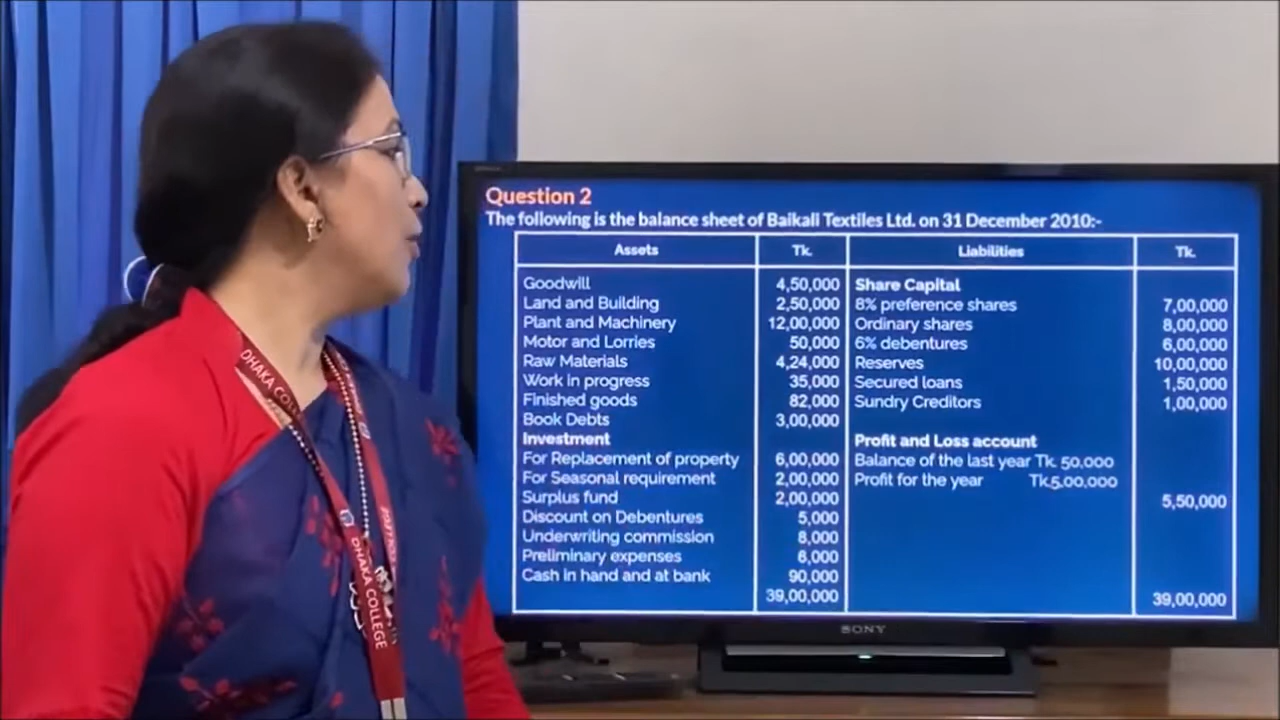 Question 2
The following is the balance sheet of Baikali Textiles Ltd. on 31 December 2010:-
Assets Tk. Liabilities Tk.
Goodwill 4,50,000 Share Capital
Land and Building 2,50,000 8% preference shares 7,00,000
Plant and Machinery 12,00,000 Ordinary shares 8,00,000
Motor and Lorries 50,000 6% debentures 6,00,000
Raw Materials 4,24,000 Reserves 10,00,000
Work in progress 35,000 Secured loans 1,50,000
Finished goods 82,000 Sundry Creditors 1,00,000
Book Debts 3,00,000
Investment Profit and Loss account
For Replacement of property 6,00,000 Balance of the last year Tk. 50,000
For Seasonal requirement 2,00,000 Profit for the year Tk.5,00,000
Surplus fund 2,00,000 5,50,000
Discount on Debentures 5,000
Underwriting commission 8,000
Preliminary expenses 6,000
Cash in hand and at bank 90,000
39,00,000 39,00,000
SONY
DHAKA COL
DHAKA COLLEGE